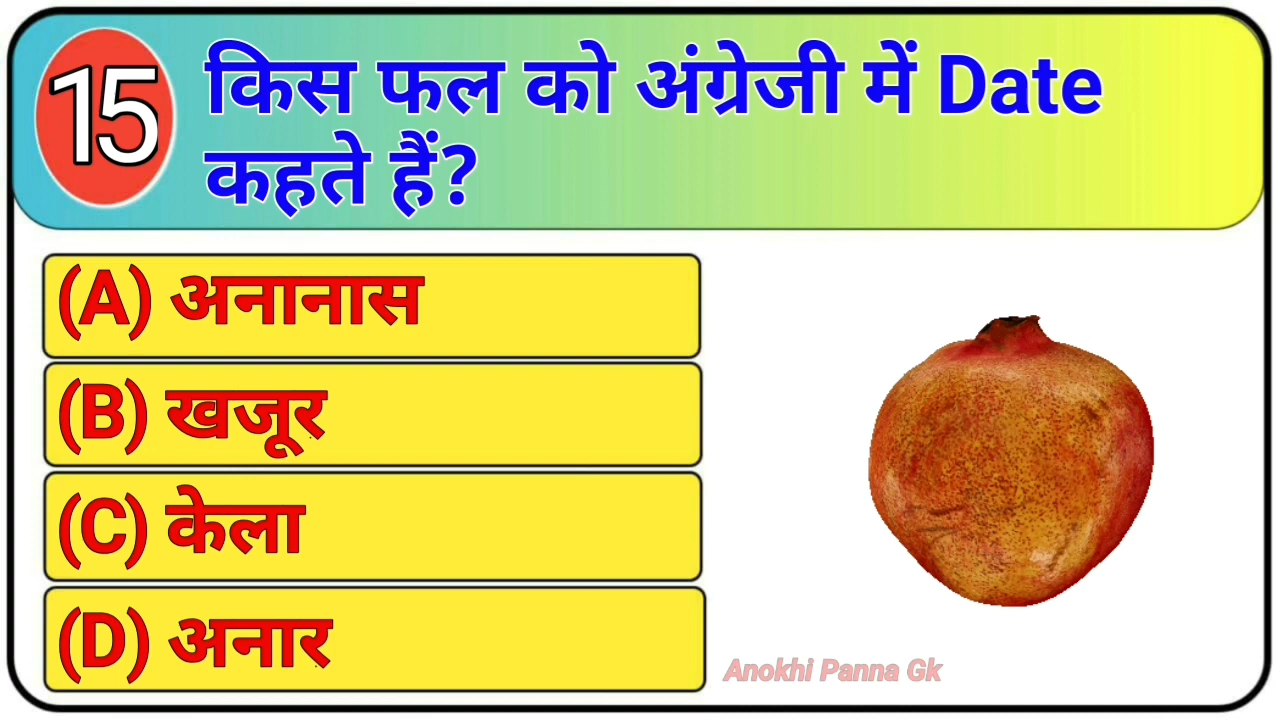 15
किस फल को अंग्रेजी में Date
कहते हैं?
(A) अनानास
(B) खजूर
(C) केला
(D) अनार
Anokhi Panna Gk